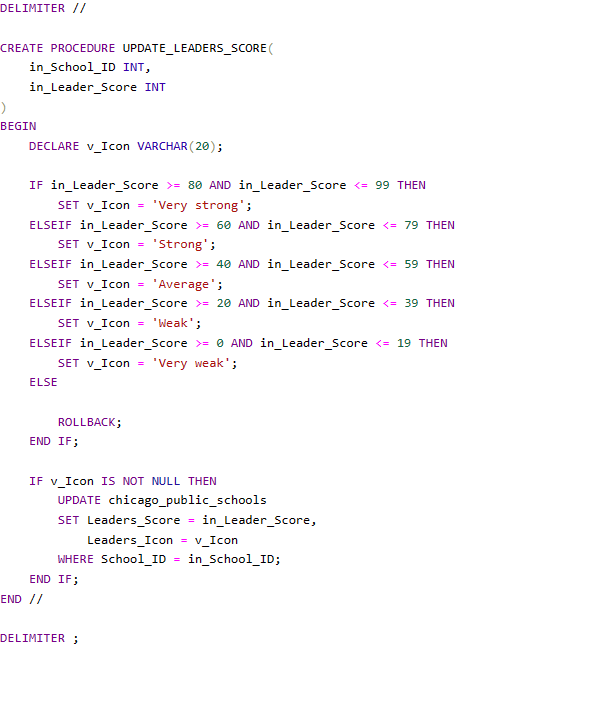 DELIMITER //
CREATE PROCEDURE UPDATE_LEADERS_SCORE(
    in_School_ID INT,
    in_Leader_Score INT
)
BEGIN
    DECLARE v_Icon VARCHAR(20);
    IF in_Leader_Score >= 80 AND in_Leader_Score <= 99 THEN
        SET v_Icon = 'Very strong';
    ELSEIF in_Leader_Score >= 60 AND in_Leader_Score <= 79 THEN
        SET v_Icon = 'Strong';
    ELSEIF in_Leader_Score >= 40 AND in_Leader_Score <= 59 THEN
        SET v_Icon = 'Average';
    ELSEIF in_Leader_Score >= 20 AND in_Leader_Score <= 39 THEN
        SET v_Icon = 'Weak';
    ELSEIF in_Leader_Score >= 0 AND in_Leader_Score <= 19 THEN
        SET v_Icon = 'Very weak';
    ELSE
        ROLLBACK;
    END IF;
    IF v_Icon IS NOT NULL THEN
        UPDATE chicago_public_schools
        SET Leaders_Score = in_Leader_Score,
            Leaders_Icon = v_Icon
        WHERE School_ID = in_School_ID;
    END IF;
END //
DELIMITER ;